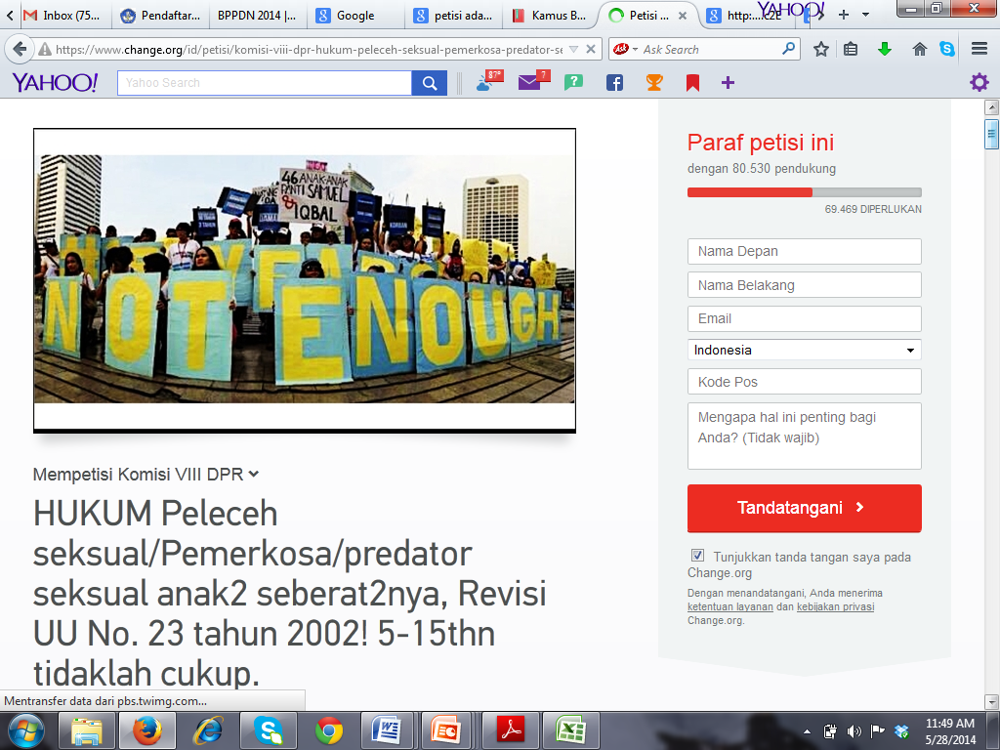 Inbox (75...
Pendaftar...
BPPDN 2014 |...
Google
petisi ada...
Kamus B...
Petisi ...
YAHOO!
https://www.change.org/id/petisi/komisi-viii-dpr-hukum-peleceh-seksual-pemerkosa-predator-se
Ask
Ask Search
YAHOO!
Yahoo Search
87°
?
46 ANAK-ANAK
PANTI SAMUEL
& IQBAL
KORBAN
NOT ENOUGH
Mempetisi Komisi VIII DPR
HUKUM Peleceh
seksual/Pemerkosa/predator
seksual anak2 seberat2nya, Revisi
UU No. 23 tahun 2002! 5-15thn
tidaklah cukup.
Paraf petisi ini
dengan 80.530 pendukung
69.469 DIPERLUKAN
Nama Depan
Nama Belakang
Email
Indonesia
Kode Pos
Mengapa hal ini penting bagi
Anda? (Tidak wajib)
Tandatangani
Tunjukkan tanda tangan saya pada
Change.org
Dengan menandatangani, Anda menerima
ketentuan layanan dan kebijakan privasi
Change.org.
Mentransfer data dari pbs.twimg.com...
11:49 AM
5/28/2014